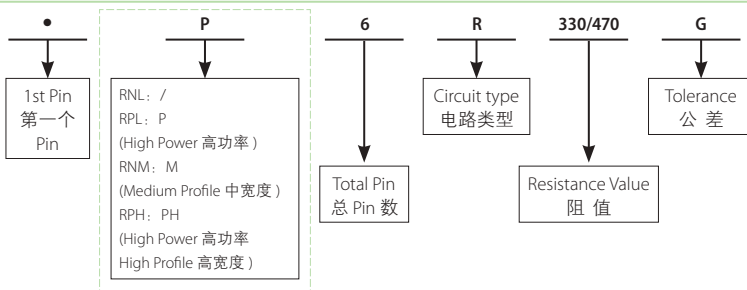 • P 6 R 330/470 G
1st Pin
第一个
Pin
RNL：/
RPL：P
(High Power 高功率 )
RNM：M
(Medium Profile 中宽度 )
RPH：PH
(High Power 高功率
High Profile 高宽度 )
Total Pin
总 Pin 数
Circuit type
电路类型
Resistance Value
阻 值
Tolerance
公 差